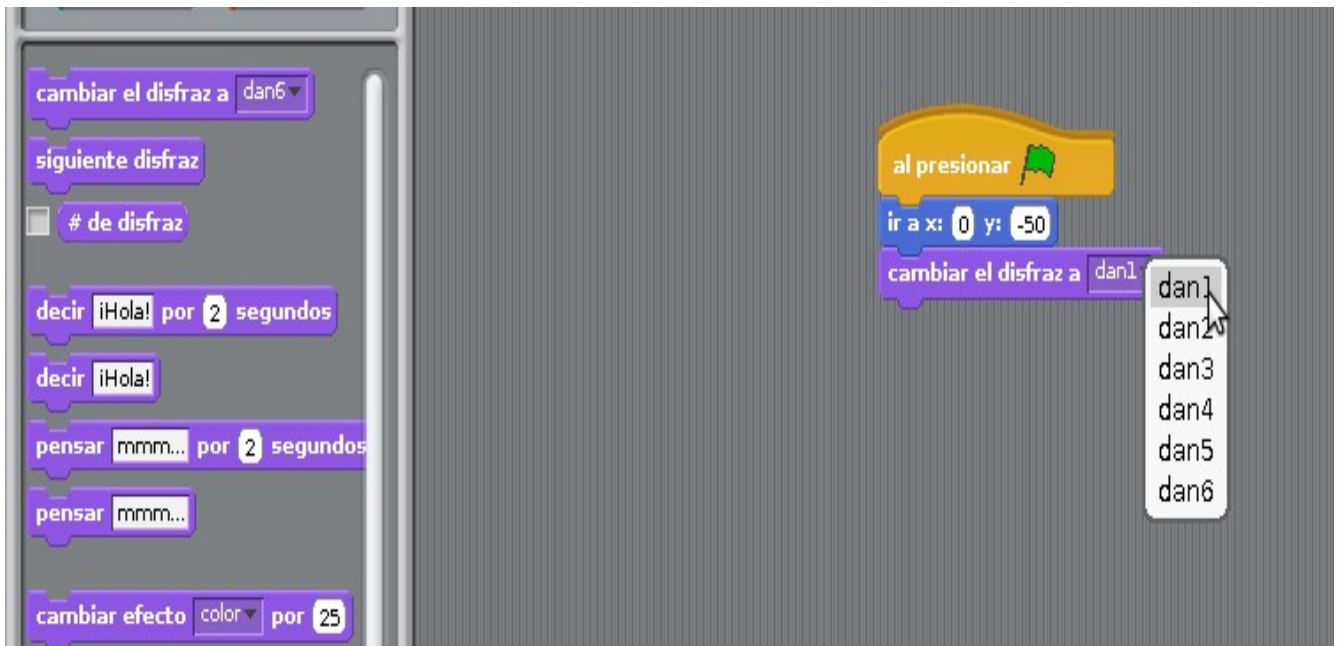 cambiar el disfraz a dan6
siguiente disfraz
# de disfraz
decir ¡Hola! por 2 segundos
decir ¡Hola!
pensar mmm... por 2 segundos
pensar mmm...
cambiar efecto color por 25
al presionar
ir a x: 0 y: -50
cambiar el disfraz a dan1
dan1
dan2
dan3
dan4
dan5
dan6